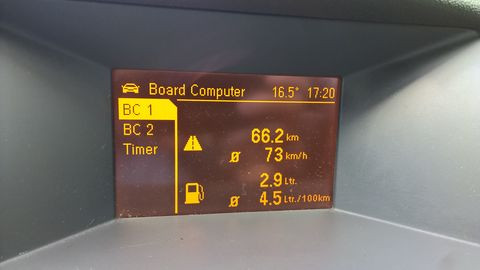 Board Computer 16.5° 17:20
BC 1
BC 2
Timer
66.2 km
ø 73 km/h
2.9 Ltr.
ø 4.5 Ltr./100km